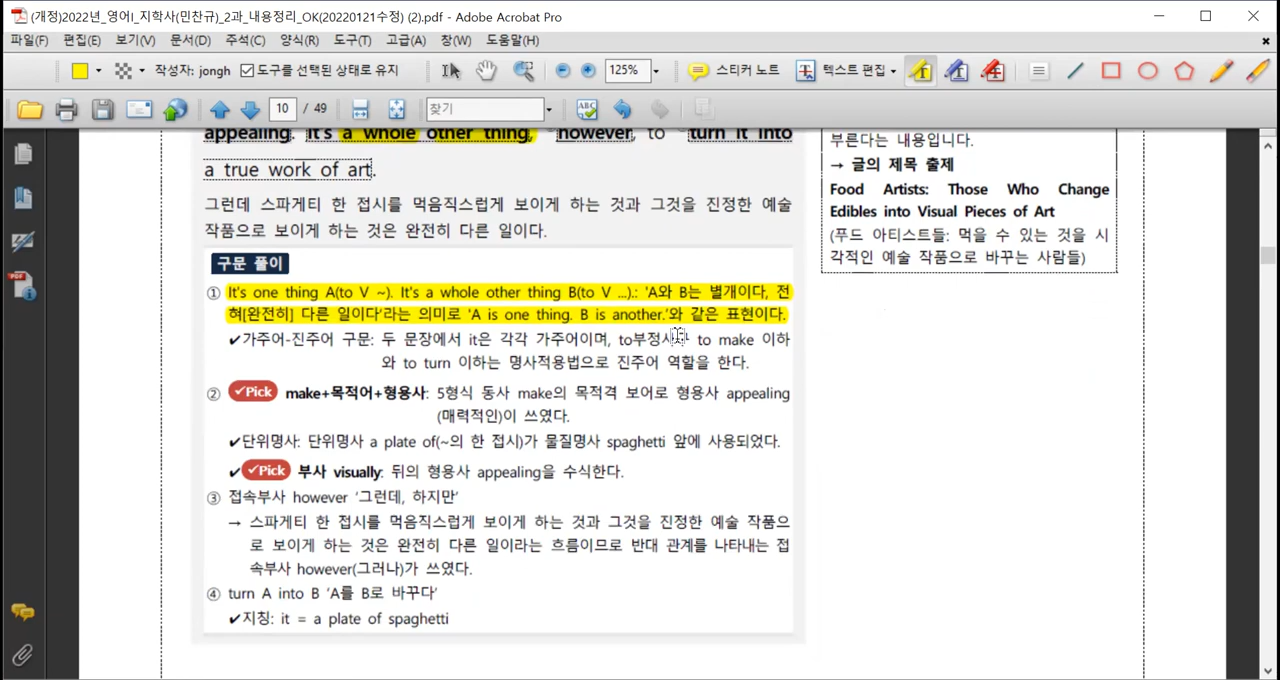 (개정)2022년_영어I_지학사(민찬규)_2과_내용정리_OK(20220121수정) (2).pdf - Adobe Acrobat Pro
파일(F) 편집(E) 보기(V) 문서(D) 주석(C) 양식(R) 도구(T) 고급(A) 창(W) 도움말(H)
작성자: jongh 도구를 선택된 상태로 유지 125% 스티커 노트 텍스트 편집
10 / 49 찾기
appealing. It's a whole other thing, however, to turn it into
a true work of art.
그런데 스파게티 한 접시를 먹음직스럽게 보이게 하는 것과 그것을 진정한 예술
작품으로 보이게 하는 것은 완전히 다른 일이다.
구문 풀이
① It's one thing A(to V ~). It's a whole other thing B(to V ...).: 'A와 B는 별개이다, 전
혀[완전히] 다른 일이다'라는 의미로 'A is one thing. B is another.'와 같은 표현이다.
✔가주어-진주어 구문: 두 문장에서 it은 각각 가주어이며, to부정사 to make 이하
와 to turn 이하는 명사적용법으로 진주어 역할을 한다.
② ✔Pick make+목적어+형용사: 5형식 동사 make의 목적격 보어로 형용사 appealing
(매력적인)이 쓰였다.
✔단위명사: 단위명사 a plate of(~의 한 접시)가 물질명사 spaghetti 앞에 사용되었다.
✔ ✔Pick 부사 visually: 뒤의 형용사 appealing을 수식한다.
③ 접속부사 however '그런데, 하지만'
→ 스파게티 한 접시를 먹음직스럽게 보이게 하는 것과 그것을 진정한 예술 작품으
로 보이게 하는 것은 완전히 다른 일이라는 흐름이므로 반대 관계를 나타내는 접
속부사 however(그러나)가 쓰였다.
④ turn A into B 'A를 B로 바꾸다'
✔지칭: it = a plate of spaghetti
부른다는 내용입니다.
→ 글의 제목 출제
Food Artists: Those Who Change
Edibles into Visual Pieces of Art
(푸드 아티스트들: 먹을 수 있는 것을 시
각적인 예술 작품으로 바꾸는 사람들)